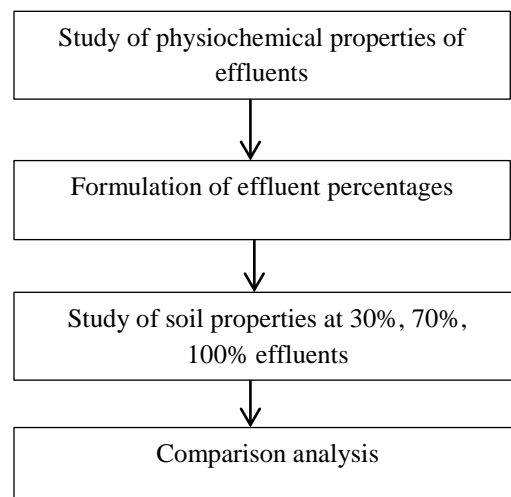 Study of physiochemical properties of
effluents
Formulation of effluent percentages
Study of soil properties at 30%, 70%,
100% effluents
Comparison analysis